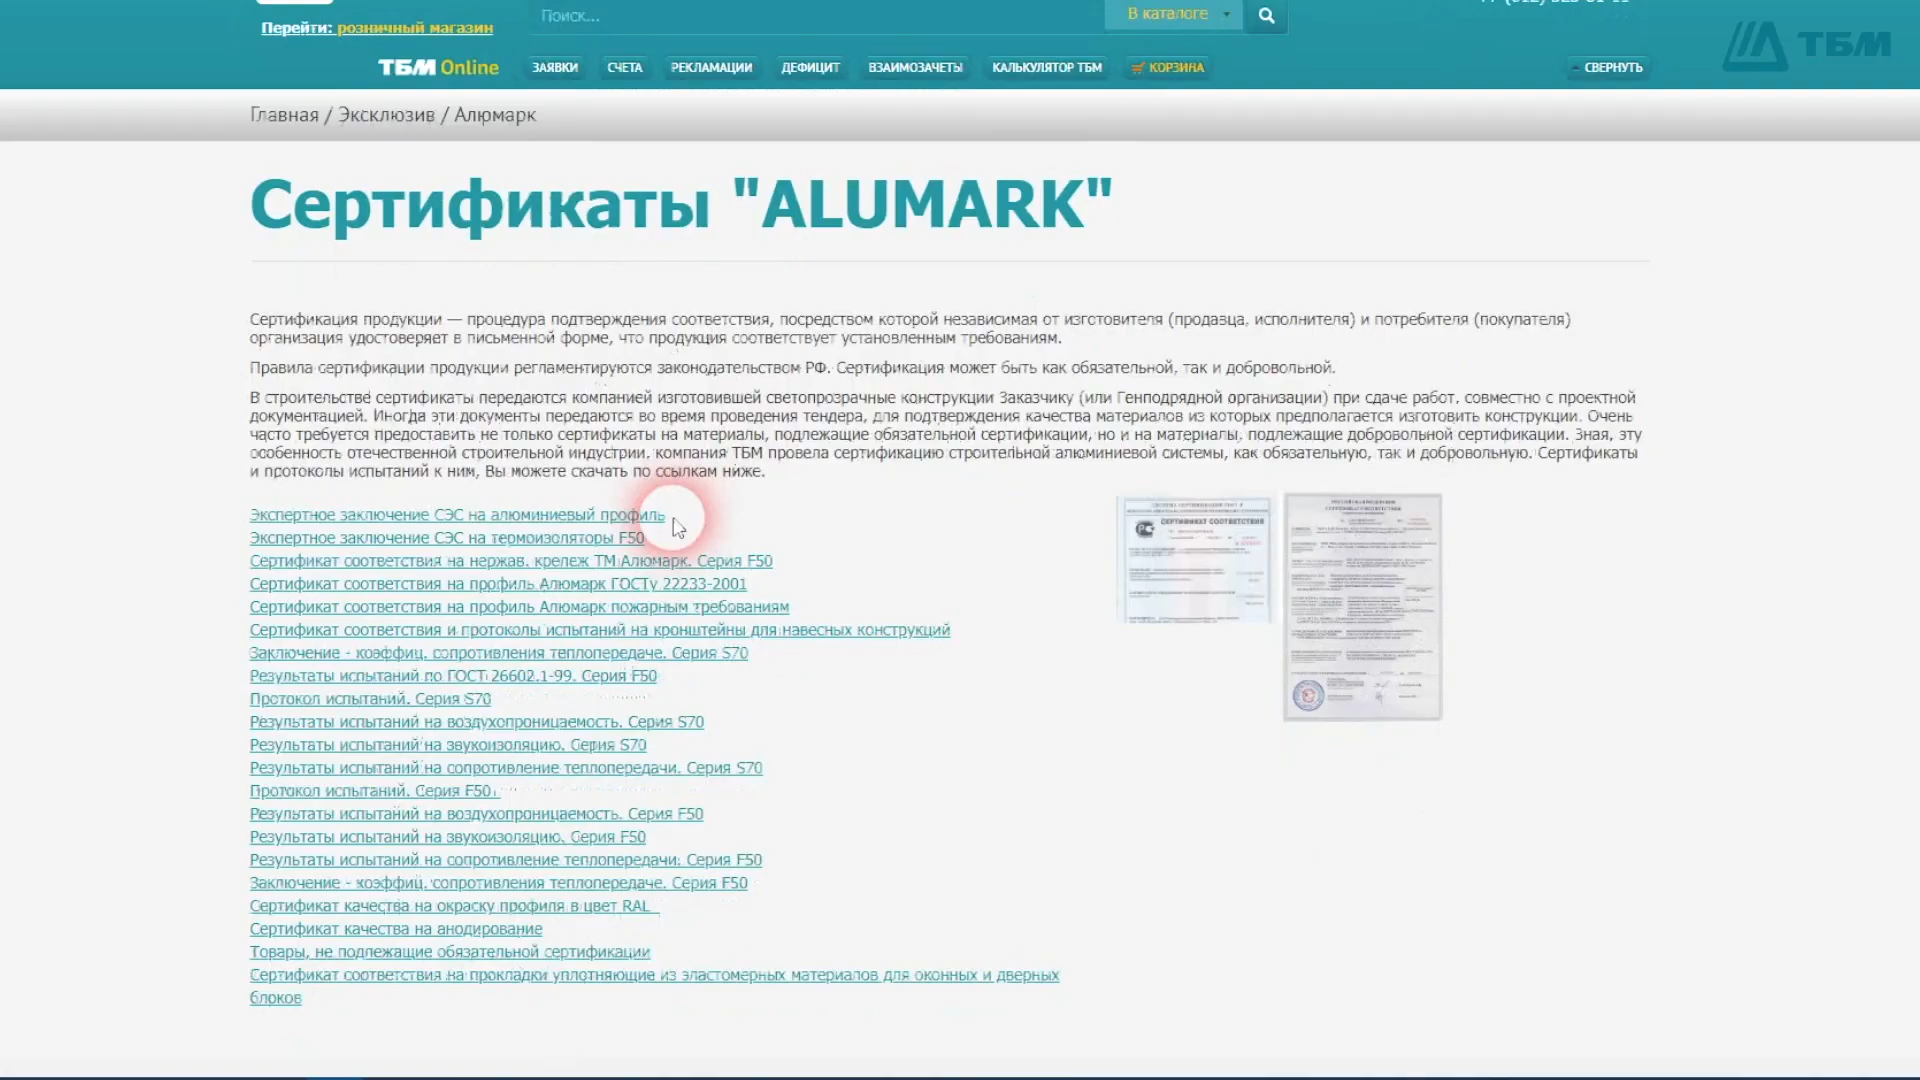 Перейти: розничный магазин
Поиск...
В каталоге
ТБМ
ТБМ Online
ЗАЯВКИ
СЧЕТА
РЕКЛАМАЦИИ
ДЕФИЦИТ
ВЗАИМОЗАЧЕТЫ
КАЛЬКУЛЯТОР ТБМ
КОРЗИНА
СВЕРНУТЬ
Главная / Эксклюзив / Алюмарк
Сертификаты "ALUMARK"
Сертификация продукции — процедура подтверждения соответствия, посредством которой независимая от изготовителя (продавца, исполнителя) и потребителя (покупателя)
организация удостоверяет в письменной форме, что продукция соответствует установленным требованиям.
Правила сертификации продукции регламентируются законодательством РФ. Сертификация может быть как обязательной, так и добровольной.
В строительстве сертификаты передаются компанией изготовившей светопрозрачные конструкции Заказчику (или Генподрядной организации) при сдаче работ, совместно с проектной
документацией. Иногда эти документы передаются во время проведения тендера, для подтверждения качества материалов из которых предполагается изготовить конструкции. Очень
часто требуется предоставить не только сертификаты на материалы, подлежащие обязательной сертификации, но и на материалы, подлежащие добровольной сертификации. Зная, эту
особенность отечественной строительной индустрии, компания ТБМ провела сертификацию строительной алюминиевой системы, как обязательную, так и добровольную. Сертификаты
и протоколы испытаний к ним, Вы можете скачать по ссылкам ниже.
Экспертное заключение СЭС на алюминиевый профиль
Экспертное заключение СЭС на термоизоляторы F50
Сертификат соответствия на нержав. крепеж ТМ Алюмарк. Серия F50
Сертификат соответствия на профиль Алюмарк ГОСТу 22233-2001
Сертификат соответствия на профиль Алюмарк пожарным требованиям
Сертификат соответствия и протоколы испытаний на кронштейны для навесных конструкций
Заключение - коэффиц. сопротивления теплопередаче. Серия S70
Результаты испытаний по ГОСТ 26602.1-99. Серия F50
Протокол испытаний. Серия S70
Результаты испытаний на воздухопроницаемость. Серия S70
Результаты испытаний на звукоизоляцию. Серия S70
Результаты испытаний на сопротивление теплопередачи. Серия S70
Протокол испытаний. Серия F50
Результаты испытаний на воздухопроницаемость. Серия F50
Результаты испытаний на звукоизоляцию. Серия F50
Результаты испытаний на сопротивление теплопередачи. Серия F50
Заключение - коэффиц. сопротивления теплопередаче. Серия F50
Сертификат качества на окраску профиля в цвет RAL
Сертификат качества на анодирование
Товары, не подлежащие обязательной сертификации
Сертификат соответствия на прокладки уплотняющие из эластомерных материалов для оконных и дверных
блоков
СЕРТИФИКАТ СООТВЕТСТВИЯ